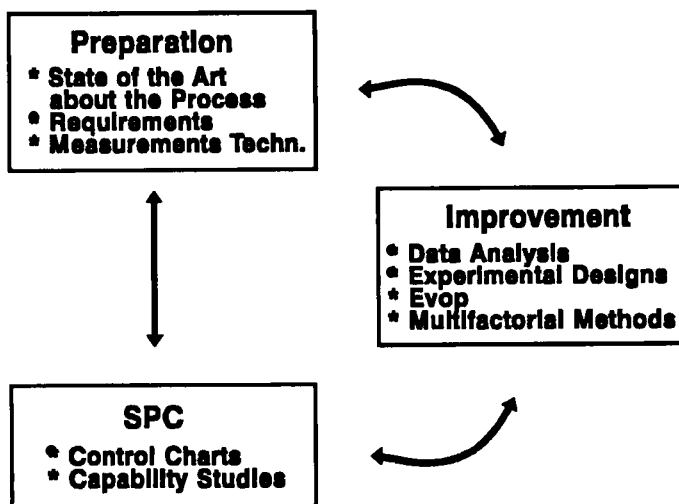 Preparation
* State of the Art
about the Process
* Requirements
* Measurements Techn.
Improvement
* Data Analysis
* Experimental Designs
* Evop
* Multifactorial Methods
SPC
* Control Charts
* Capability Studies